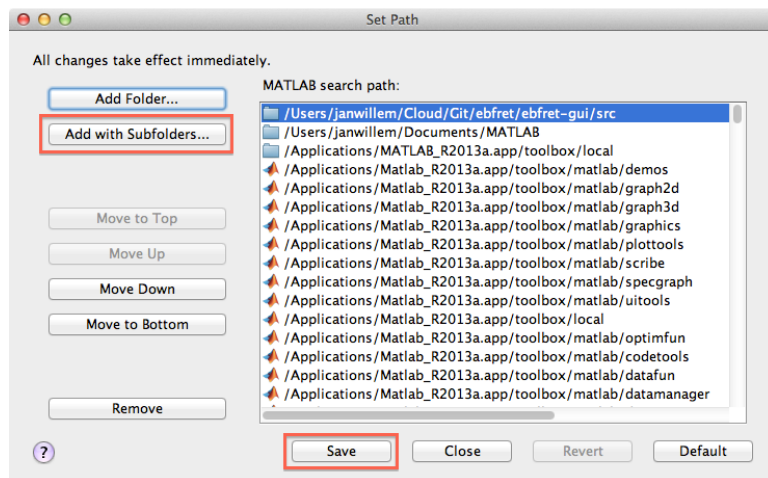 Set Path
All changes take effect immediately.
MATLAB search path:
Add Folder...
Add with Subfolders...
Move to Top
Move Up
Move Down
Move to Bottom
Remove
/Users/janwillem/Cloud/Git/ebfret/ebfret-gui/src
/Users/janwillem/Documents/MATLAB
/Applications/MATLAB_R2013a.app/toolbox/local
/Applications/Matlab_R2013a.app/toolbox/matlab/demos
/Applications/Matlab_R2013a.app/toolbox/matlab/graph2d
/Applications/Matlab_R2013a.app/toolbox/matlab/graph3d
/Applications/Matlab_R2013a.app/toolbox/matlab/graphics
/Applications/Matlab_R2013a.app/toolbox/matlab/plottools
/Applications/Matlab_R2013a.app/toolbox/matlab/scribe
/Applications/Matlab_R2013a.app/toolbox/matlab/specgraph
/Applications/Matlab_R2013a.app/toolbox/matlab/uitools
/Applications/Matlab_R2013a.app/toolbox/local
/Applications/Matlab_R2013a.app/toolbox/matlab/optimfun
/Applications/Matlab_R2013a.app/toolbox/matlab/codetools
/Applications/Matlab_R2013a.app/toolbox/matlab/datafun
/Applications/Matlab_R2013a.app/toolbox/matlab/datamanager
?
Save
Close
Revert
Default